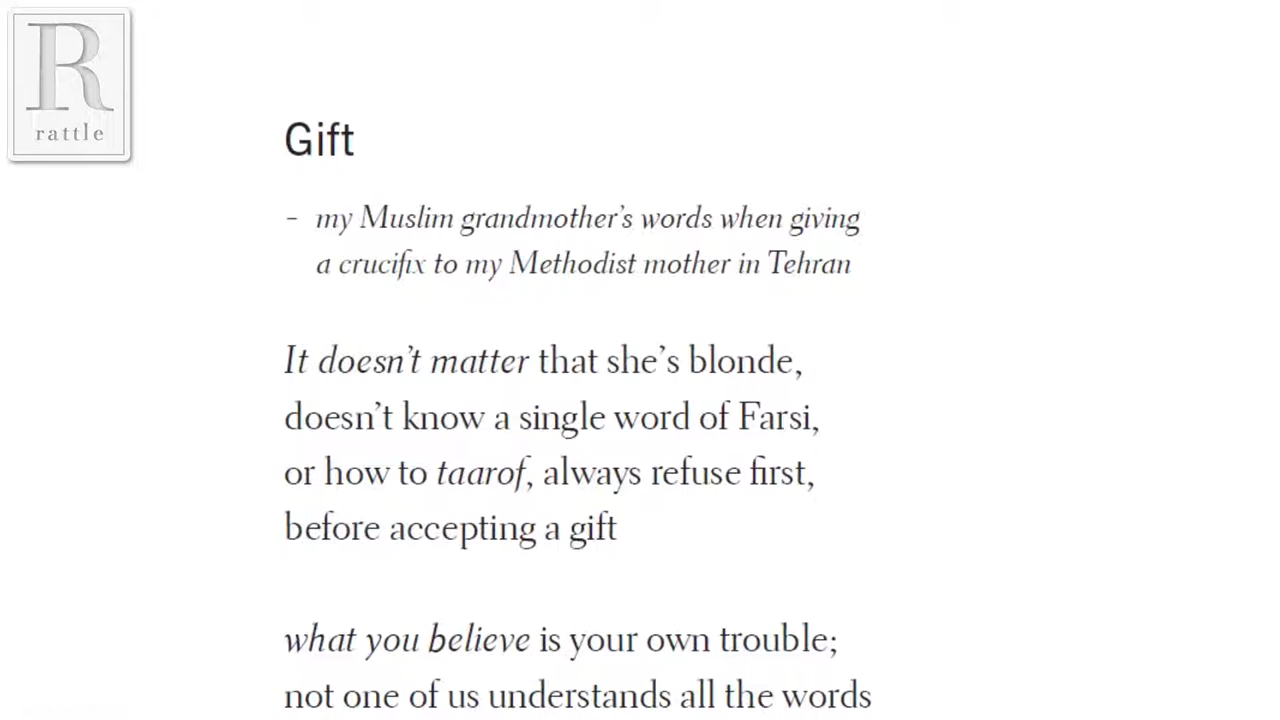 R
rattle
Gift
- my Muslim grandmother's words when giving
a crucifix to my Methodist mother in Tehran
It doesn't matter that she's blonde,
doesn't know a single word of Farsi,
or how to taarof, always refuse first,
before accepting a gift
what you believe is your own trouble;
not one of us understands all the words